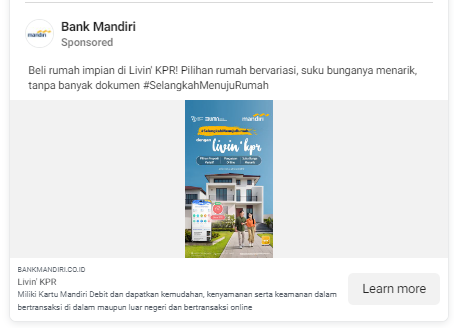 Bank Mandiri
Sponsored
mandiri
Beli rumah impian di Livin' KPR! Pilihan rumah bervariasi, suku bunganya menarik,
tanpa banyak dokumen #SelangkahMenujuRumah
mandiri
#SelangkahMenujuRumah
dengan
livin' kpr
BANKMANDIRI.CO.ID
Livin' KPR
Miliki Kartu Mandiri Debit dan dapatkan kemudahan, kenyamanan serta keamanan dalam
bertransaksi di dalam maupun luar negeri dan bertransaksi online
Learn more